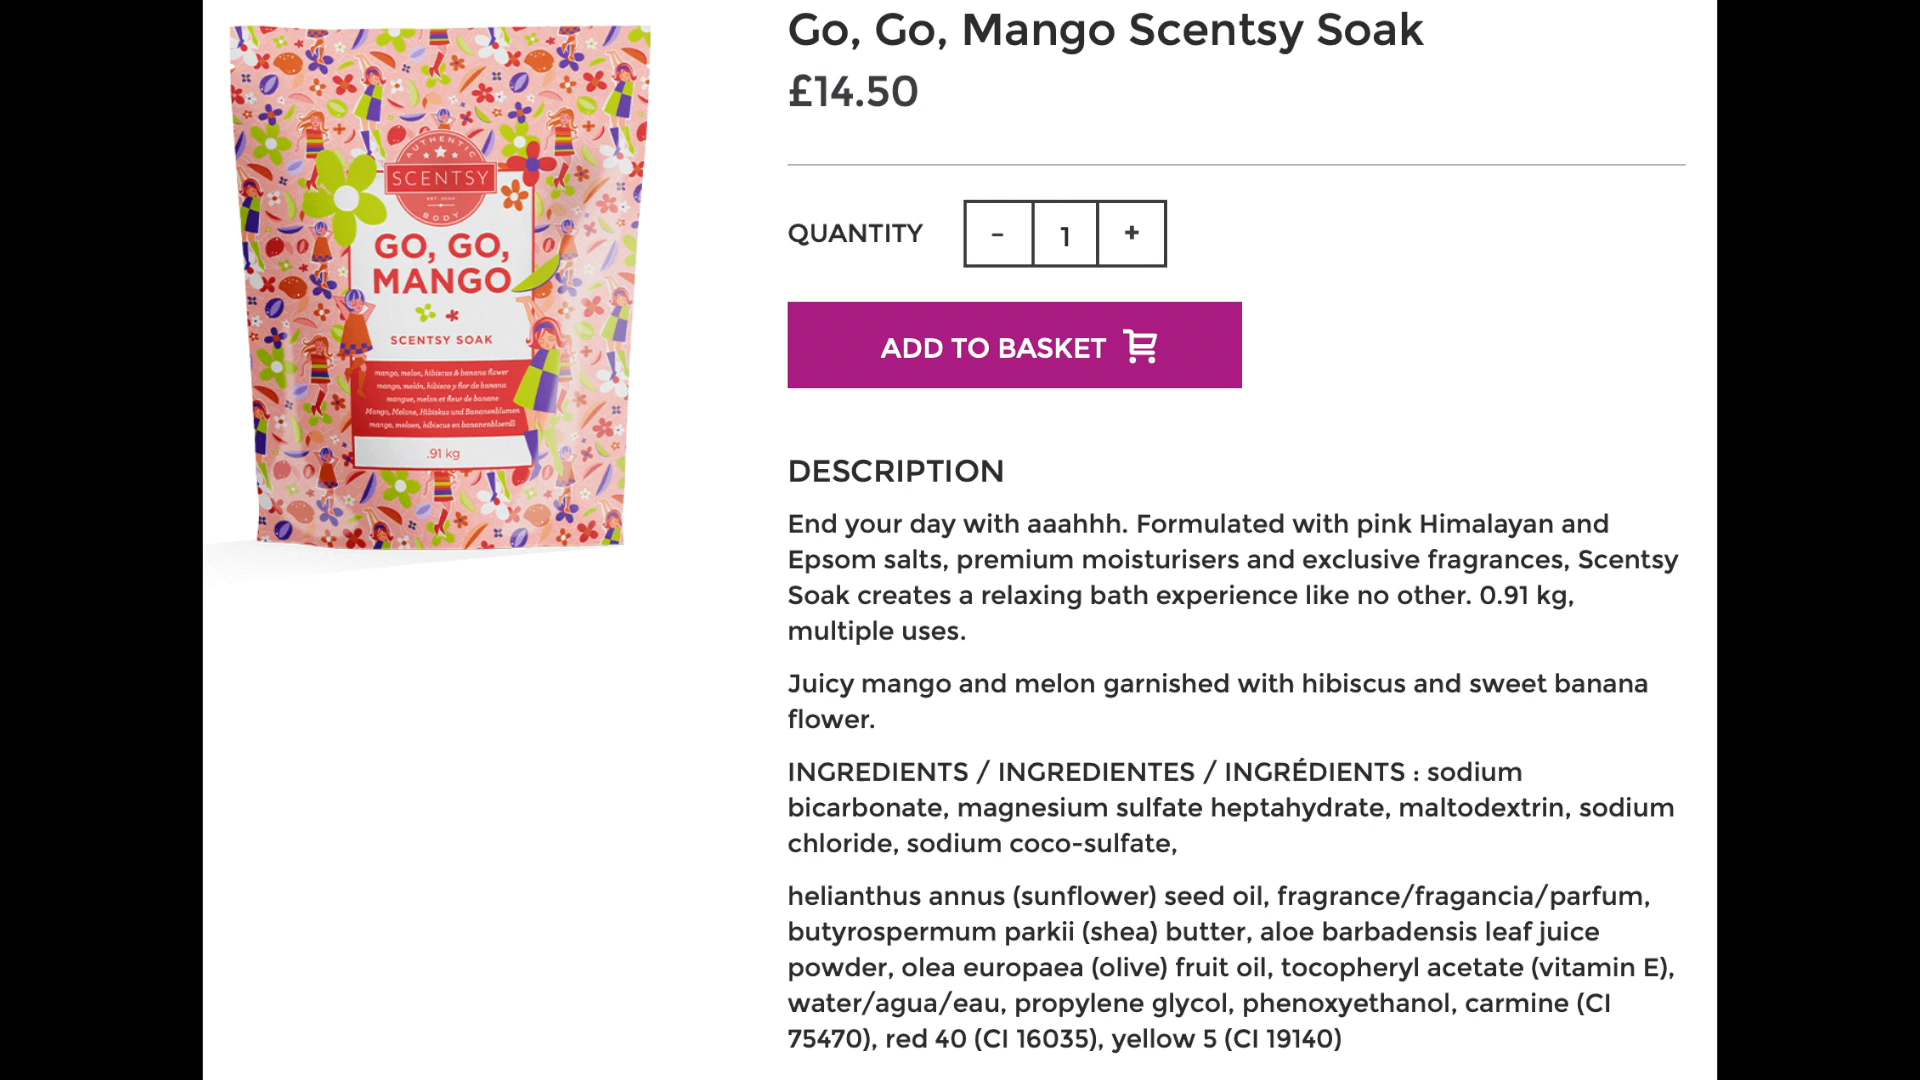 Go, Go, Mango Scentsy Soak
£14.50
QUANTITY
- 1 +
ADD TO BASKET
DESCRIPTION
End your day with aaahhh. Formulated with pink Himalayan and
Epsom salts, premium moisturisers and exclusive fragrances, Scentsy
Soak creates a relaxing bath experience like no other. 0.91 kg,
multiple uses.
Juicy mango and melon garnished with hibiscus and sweet banana
flower.
INGREDIENTS / INGREDIENTES / INGRÉDIENTS : sodium
bicarbonate, magnesium sulfate heptahydrate, maltodextrin, sodium
chloride, sodium coco-sulfate,
helianthus annus (sunflower) seed oil, fragrance/fragancia/parfum,
butyrospermum parkii (shea) butter, aloe barbadensis leaf juice
powder, olea europaea (olive) fruit oil, tocopheryl acetate (vitamin E),
water/agua/eau, propylene glycol, phenoxyethanol, carmine (CI
75470), red 40 (CI 16035), yellow 5 (CI 19140)
AUTHENTIC
SCENTSY
EST. 2004
BODY
GO, GO,
MANGO
SCENTSY SOAK
mango, melon, hibiscus & banana flower
mango, melón, hibisco y flor de banana
mangue, melon et fleur de banane
Mango, Melone, Hibiskus und Bananenblumen
mango, meloen, hibiscus en
.91 kg